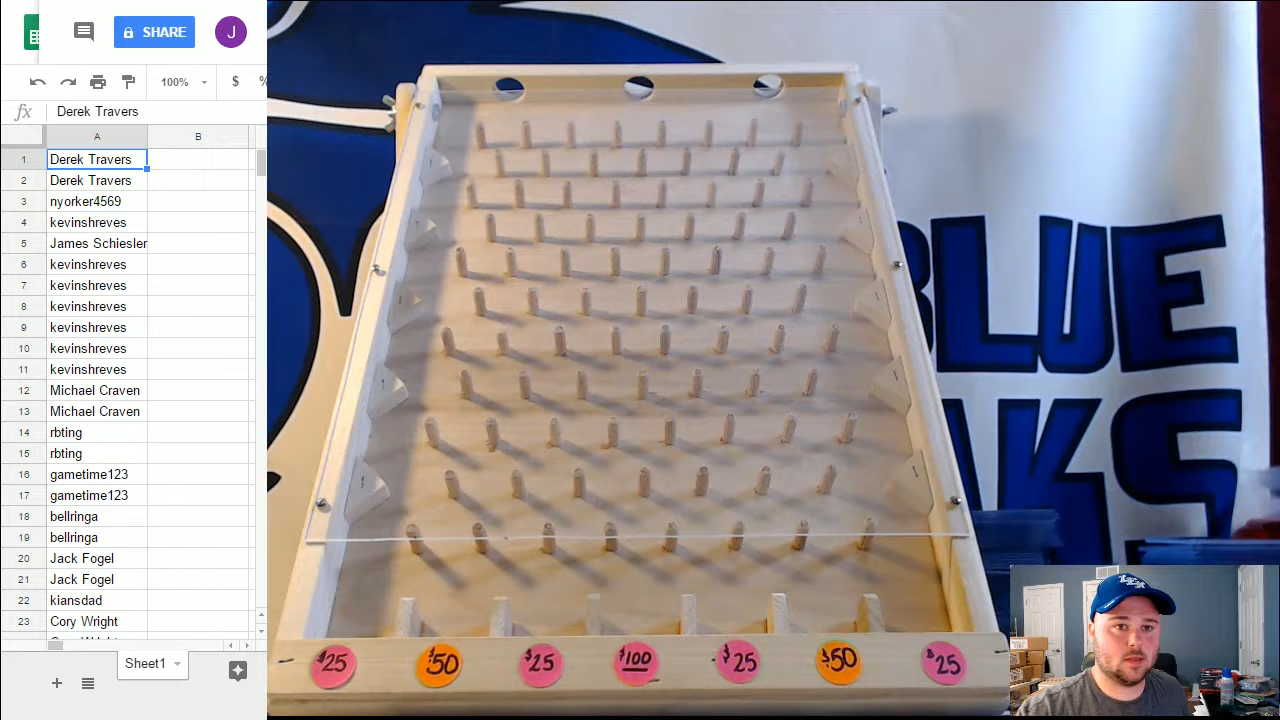 SHARE
J
100%
$
%
fx
Derek Travers
A
B
1 Derek Travers
2 Derek Travers
3 nyorker4569
4 kevinshreves
5 James Schiesler
6 kevinshreves
7 kevinshreves
8 kevinshreves
9 kevinshreves
10 kevinshreves
11 kevinshreves
12 Michael Craven
13 Michael Craven
14 rbting
15 rbting
16 gametime123
17 gametime123
18 bellringa
19 bellringa
20 Jack Fogel
21 Jack Fogel
22 kiansdad
23 Cory Wright
Sheet1
BLUE
AKS
$25
$50
$25
$100
$25
$50
$25